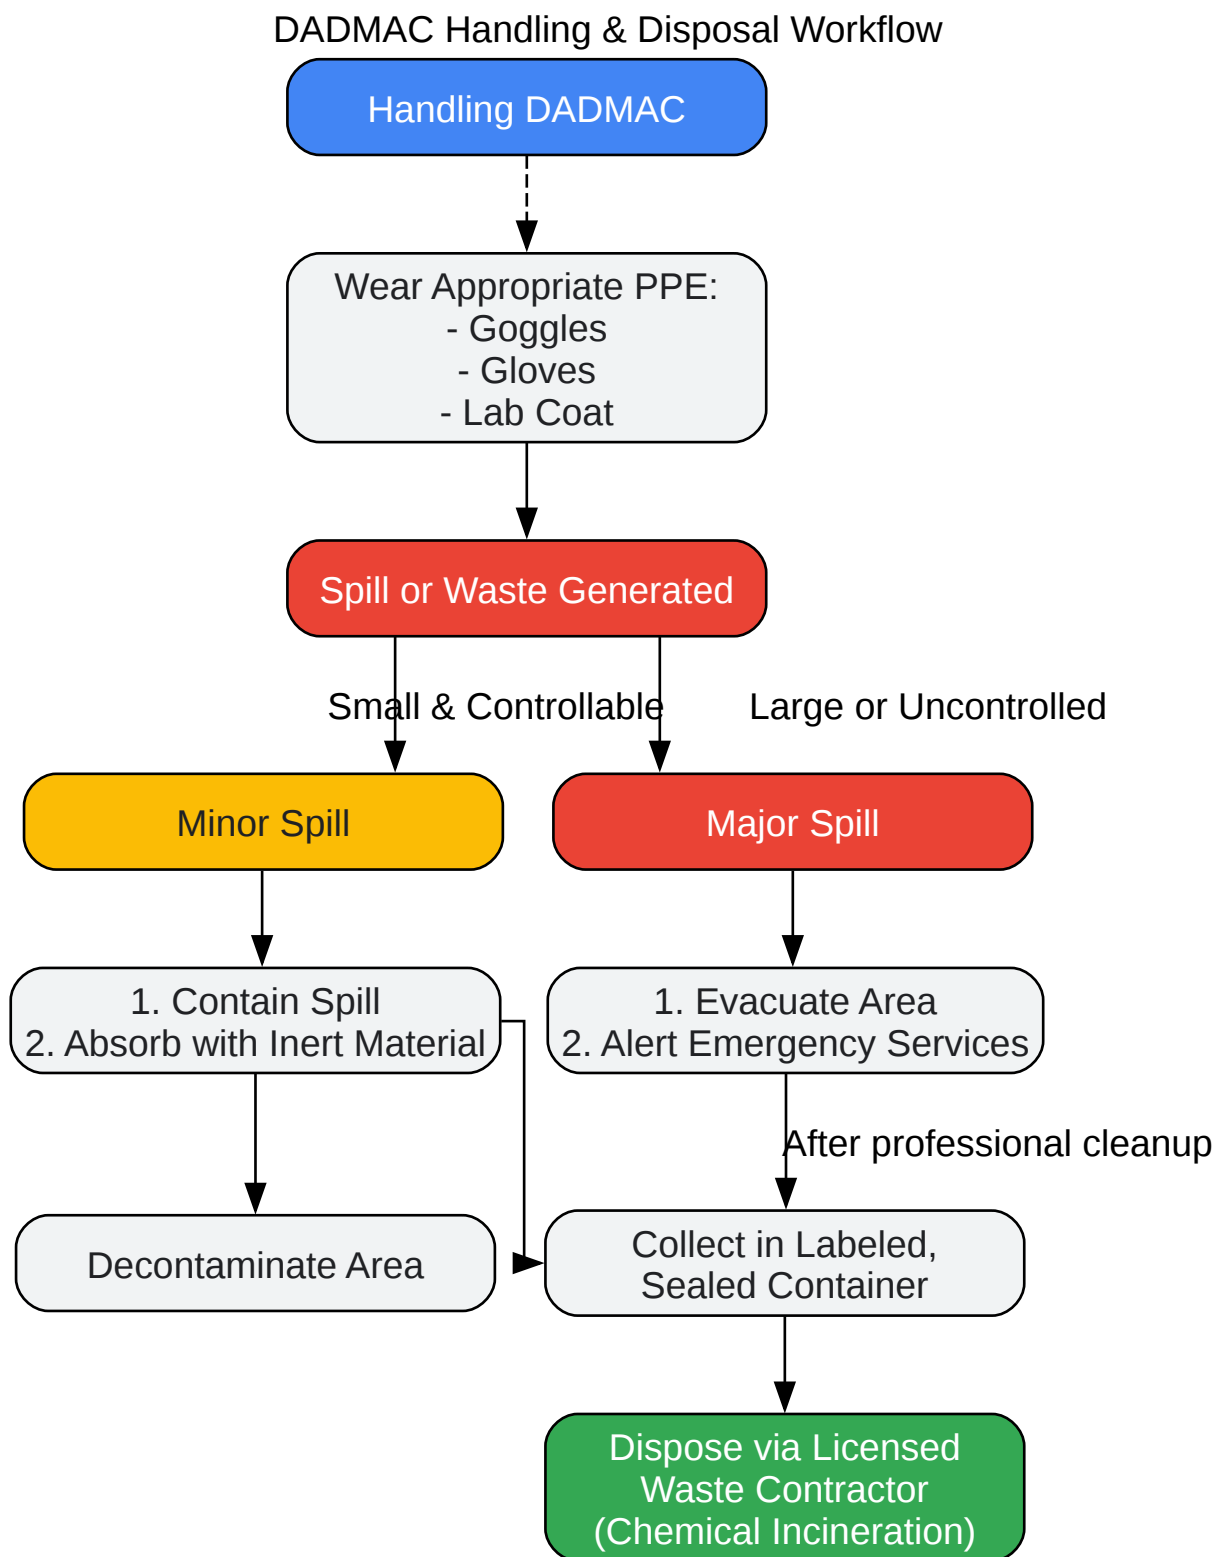 DADMAC Handling & Disposal Workflow
Handling DADMAC
Wear Appropriate PPE:
- Goggles
- Gloves
- Lab Coat
Spill or Waste Generated
Small & Controllable
Large or Uncontrolled
Minor Spill
Major Spill
1. Contain Spill
2. Absorb with Inert Material
1. Evacuate Area
2. Alert Emergency Services
After professional cleanup
Decontaminate Area
Collect in Labeled,
Sealed Container
Dispose via Licensed
Waste Contractor
(Chemical Incineration)